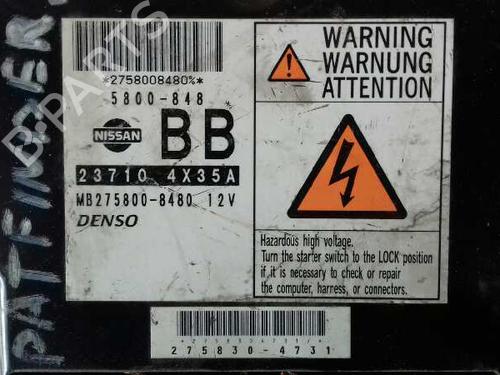 PATFINDER
B-PARTS
*2758008480%*
5800-848
NISSAN
BB
23710 4X35A
MB275800-8480 12V
DENSO
WARNING
WARNUNG
ATTENTION
Hazardous high voltage.
Turn the starter switch to the LOCK position
if it is necessary to check or repair
the computer, harness, or connectors.
*2758304731/*
275830-4731